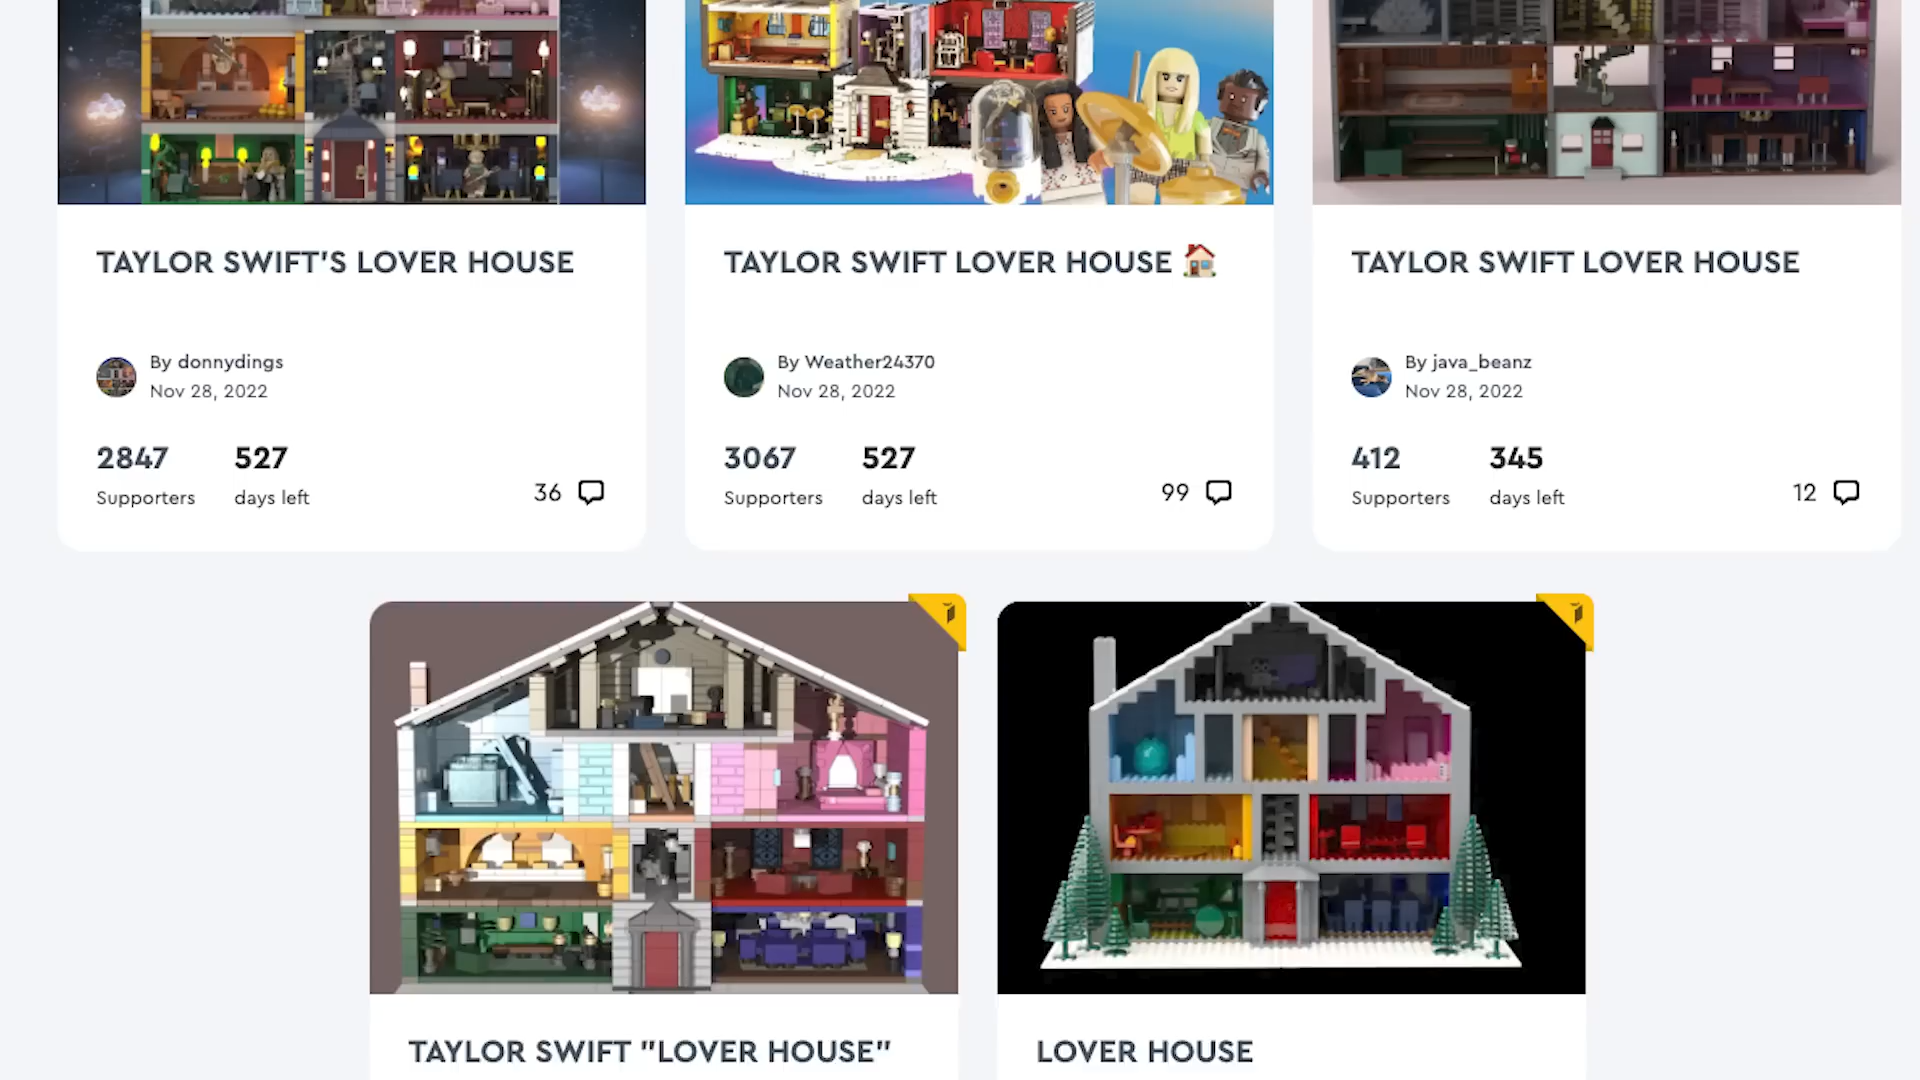 TAYLOR SWIFT'S LOVER HOUSE
By donnydings
Nov 28, 2022
2847
Supporters
527
days left
36
TAYLOR SWIFT LOVER HOUSE 🏠
By Weather24370
Nov 28, 2022
3067
Supporters
527
days left
99
TAYLOR SWIFT LOVER HOUSE
By java_beanz
Nov 28, 2022
412
Supporters
345
days left
12
TAYLOR SWIFT "LOVER HOUSE"
LOVER HOUSE